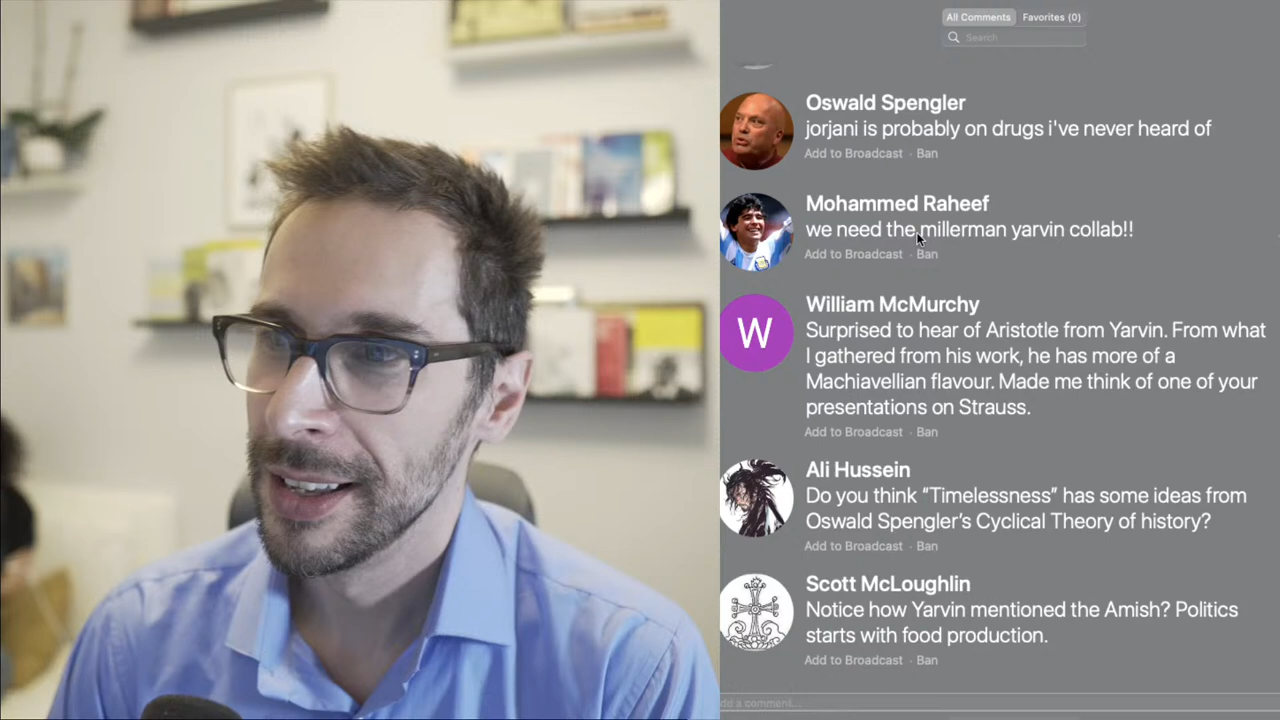 All Comments Favorites (0)
Search
Oswald Spengler
jorjani is probably on drugs i've never heard of
Add to Broadcast · Ban
Mohammed Raheef
we need the millerman yarvin collab!!
Add to Broadcast · Ban
W
William McMurchy
Surprised to hear of Aristotle from Yarvin. From what
I gathered from his work, he has more of a
Machiavellian flavour. Made me think of one of your
presentations on Strauss.
Add to Broadcast · Ban
Ali Hussein
Do you think “Timelessness” has some ideas from
Oswald Spengler’s Cyclical Theory of history?
Add to Broadcast · Ban
Scott McLoughlin
Notice how Yarvin mentioned the Amish? Politics
starts with food production.
Add to Broadcast · Ban
dd a comment...